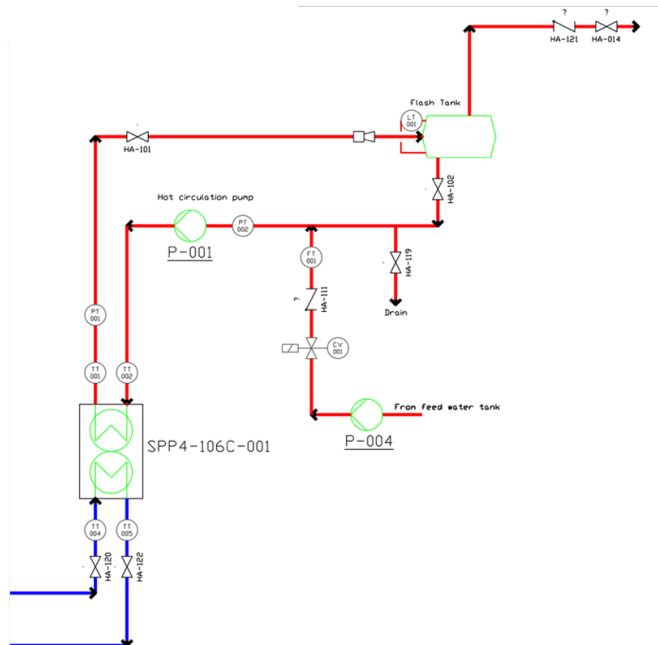 ?
?
HA-121
HA-014
Flash Tank
LT
001
HA-101
HA-102
Hot circulation pump
PT
002
P-001
FT
001
HA-119
?
HA-111
Drain
PT
001
CV
001
TT
001
TT
002
From feed water tank
P-004
SPP4-106C-001
TT
004
TT
005
HA-120
HA-122